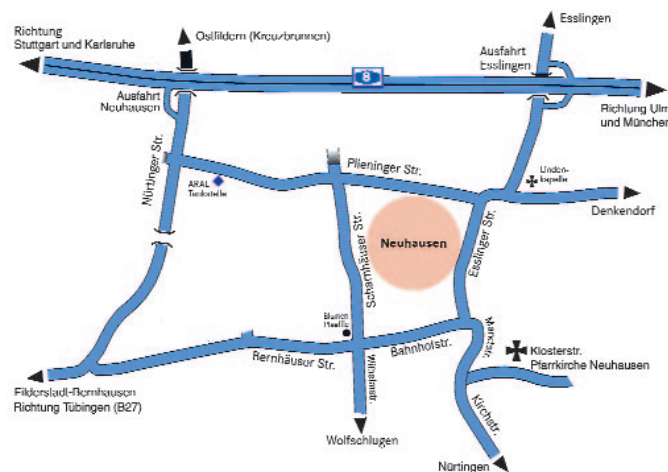 Richtung
Stuttgart und Karlsruhe
Ostfildern (Kreuzbrunnen)
Esslingen
Ausfahrt
Esslingen
8
Ausfahrt
Neuhausen
Richtung Ulm
und München
Nürtinger Str.
Plieninger Str.
ARAL
Tankstelle
Linden-
kapelle
Denkendorf
Scharnhäuser Str.
Neuhausen
Esslinger Str.
Blumen
Bernhäuser Str.
Bahnhofstr.
Marktstr.
Klosterstr.
Pfarrkirche Neuhausen
Filderstadt-Bernhausen
Richtung Tübingen (B27)
Kirchstr.
Wolfschlugen
Nürtingen